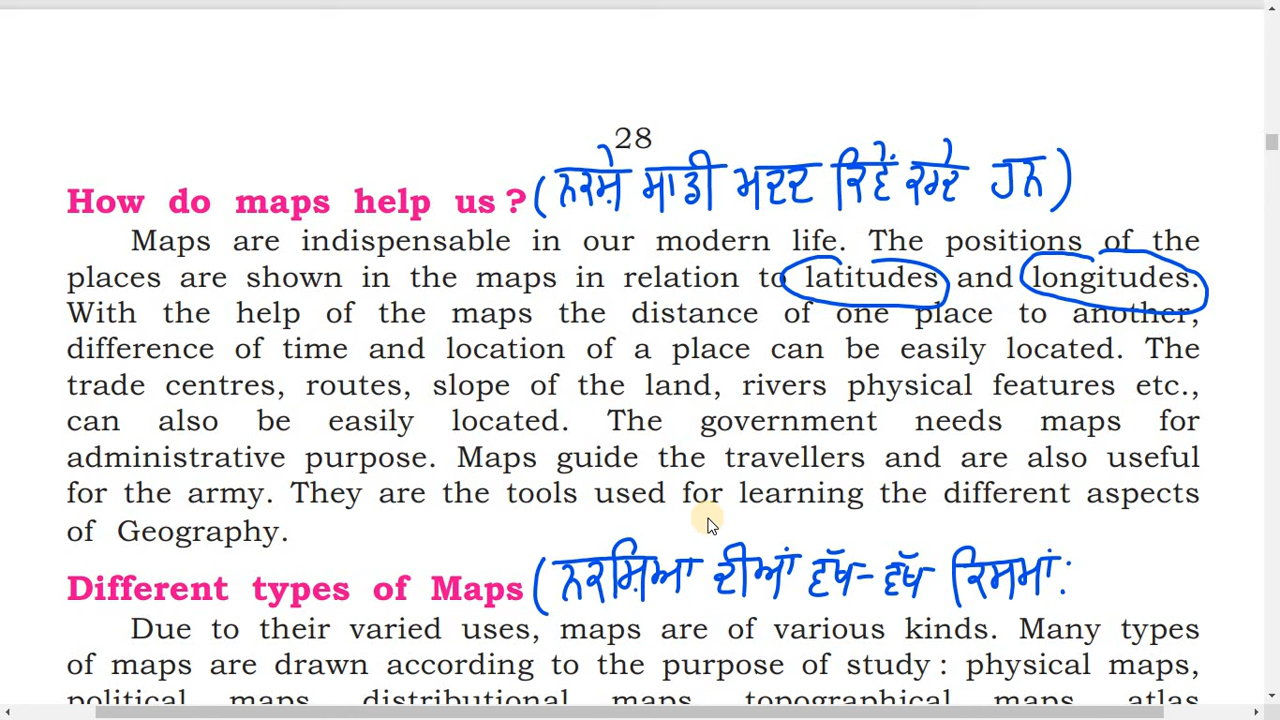 28
How do maps help us? (ਨਕਸ਼ੇ ਸਾਡੀ ਮਦਦ ਕਿਵੇਂ ਕਰਦੇ ਹਨ)
Maps are indispensable in our modern life. The positions of the
places are shown in the maps in relation to latitudes and longitudes.
With the help of the maps the distance of one place to another,
difference of time and location of a place can be easily located. The
trade centres, routes, slope of the land, rivers physical features etc.,
can also be easily located. The government needs maps for
administrative purpose. Maps guide the travellers and are also useful
for the army. They are the tools used for learning the different aspects
of Geography.
Different types of Maps (ਨਕਸ਼ਿਆ ਦੀਆਂ ਵੱਖ-ਵੱਖ ਕਿਸਮਾਂ:
Due to their varied uses, maps are of various kinds. Many types
of maps are drawn according to the purpose of study : physical maps,
political maps, distributional maps, topographical maps, atlas